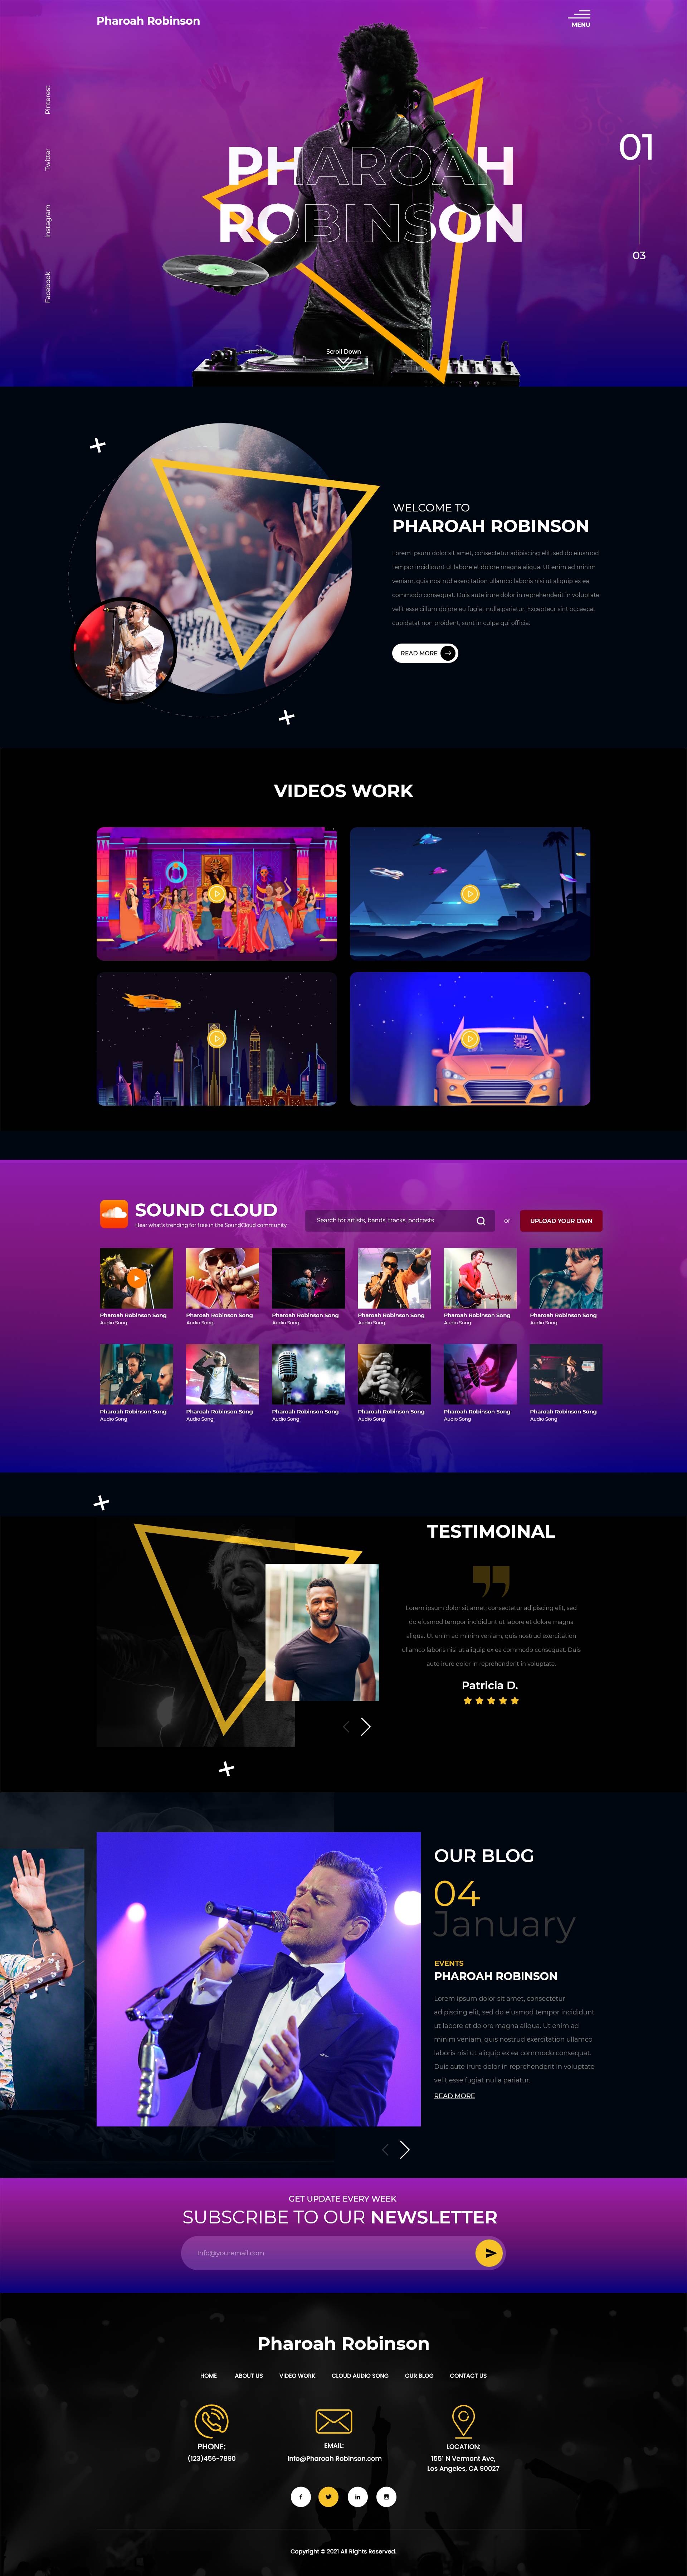 Pharoah Robinson
MENU
Pinterest
Twitter
Instagram
Facebook
PHAROAH
ROBINSON
01
03
Scroll Down
WELCOME TO
PHAROAH ROBINSON
Lorem ipsum dolor sit amet, consectetur adipiscing elit, sed do eiusmod
tempor incididunt ut labore et dolore magna aliqua. Ut enim ad minim
veniam, quis nostrud exercitation ullamco laboris nisi ut aliquip ex ea
commodo consequat. Duis aute irure dolor in reprehenderit in voluptate
velit esse cillum dolore eu fugiat nulla pariatur. Excepteur sint occaecat
cupidatat non proident, sunt in culpa qui officia.
READ MORE
VIDEOS WORK
SOUND CLOUD
Hear what's trending for free in the SoundCloud community
Search for artists, bands, tracks, podcasts
or
UPLOAD YOUR OWN
Pharoah Robinson Song
Audio Song
Pharoah Robinson Song
Audio Song
Pharoah Robinson Song
Audio Song
Pharoah Robinson Song
Audio Song
Pharoah Robinson Song
Audio Song
Pharoah Robinson Song
Audio Song
Pharoah Robinson Song
Audio Song
Pharoah Robinson Song
Audio Song
Pharoah Robinson Song
Audio Song
Pharoah Robinson Song
Audio Song
Pharoah Robinson Song
Audio Song
Pharoah Robinson Song
Audio Song
TESTIMOINAL
Lorem ipsum dolor sit amet, consectetur adipiscing elit, sed
do eiusmod tempor incididunt ut labore et dolore magna
aliqua. Ut enim ad minim veniam, quis nostrud exercitation
ullamco laboris nisi ut aliquip ex ea commodo consequat. Duis
aute irure dolor in reprehenderit in voluptate.
Patricia D.
OUR BLOG
04
January
EVENTS
PHAROAH ROBINSON
Lorem ipsum dolor sit amet, consectetur
adipiscing elit, sed do eiusmod tempor incididunt
ut labore et dolore magna aliqua. Ut enim ad
minim veniam, quis nostrud exercitation ullamco
laboris nisi ut aliquip ex ea commodo consequat.
Duis aute irure dolor in reprehenderit in voluptate
velit esse fugiat nulla pariatur.
READ MORE
GET UPDATE EVERY WEEK
SUBSCRIBE TO OUR NEWSLETTER
Info@youremail.com
Pharoah Robinson
HOME
ABOUT US
VIDEO WORK
CLOUD AUDIO SONG
OUR BLOG
CONTACT US
PHONE:
(123)456-7890
EMAIL:
info@Pharoah Robinson.com
LOCATION:
1551 N Vermont Ave,
Los Angeles, CA 90027
Copyright © 2021 All Rights Reserved.